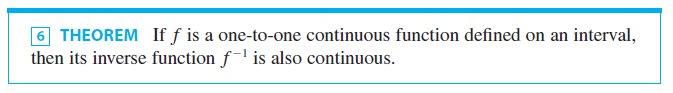 6 THEOREM If f is a one-to-one continuous function defined on an interval,
then its inverse function f⁻¹ is also continuous.